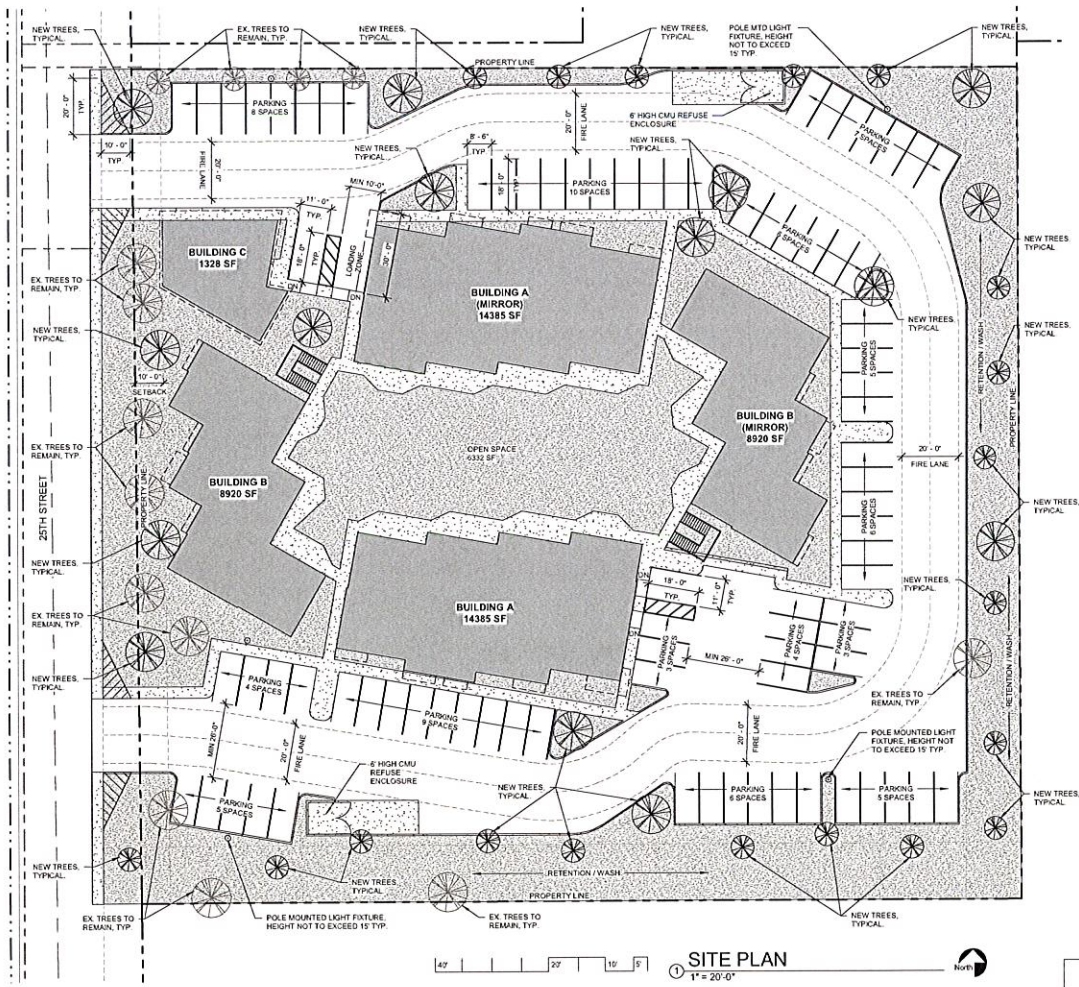 NEW TREES,
TYPICAL.
EX. TREES TO
REMAIN, TYP.
NEW TREES,
TYPICAL.
NEW TREES,
TYPICAL.
POLE MTD LIGHT
FIXTURE, HEIGHT
NOT TO EXCEED
15' TYP.
NEW TREES,
TYPICAL.
PROPERTY LINE
20' - 0"
TYP.
PARKING
8 SPACES
6' HIGH CMU REFUSE
ENCLOSURE
PARKING
7 SPACES
10' - 0"
TYP.
20' - 0"
FIRE LANE
20' - 0"
FIRE LANE
8' - 6"
TYP.
NEW TREES,
TYPICAL.
NEW TREES,
TYPICAL.
18' - 0"
TYP.
PARKING
10 SPACES
MIN 10'-0"
11' - 0"
TYP.
18' - 0"
TYP.
LOADING
ZONE
DN
DN
BUILDING C
1328 SF
BUILDING A
(MIRROR)
14385 SF
NEW TREES,
TYPICAL
EX. TREES TO
REMAIN, TYP.
NEW TREES,
TYPICAL.
NEW TREES,
TYPICAL
PARKING
5 SPACES
RETENTION / WASH
NEW TREES,
TYPICAL
PROPERTY LINE
10' - 0"
SETBACK
EX. TREES TO
REMAIN, TYP.
25TH STREET
PROPERTY LINE
BUILDING B
8920 SF
OPEN SPACE
6332 SF
BUILDING B
(MIRROR)
8920 SF
20' - 0"
FIRE LANE
PARKING
6 SPACES
NEW TREES,
TYPICAL
NEW TREES,
TYPICAL.
EX. TREES TO
REMAIN, TYP.
NEW TREES,
TYPICAL.
BUILDING A
14385 SF
DN
18' - 0"
TYP.
11' - 0"
TYP.
DN
PARKING
3 SPACES
MIN 26' - 0"
PARKING
4 SPACES
PARKING
3 SPACES
NEW TREES,
TYPICAL
EX. TREES TO
REMAIN, TYP.
RETENTION / WASH
PARKING
4 SPACES
PARKING
9 SPACES
MIN 26'-0"
20' - 0"
FIRE LANE
20' - 0"
FIRE LANE
POLE MOUNTED LIGHT
FIXTURE, HEIGHT NOT
TO EXCEED 15' TYP.
6' HIGH CMU
REFUSE
ENCLOSURE
PARKING
5 SPACES
NEW TREES,
TYPICAL.
PARKING
6 SPACES
PARKING
5 SPACES
NEW TREES,
TYPICAL
NEW TREES,
TYPICAL.
NEW TREES,
TYPICAL.
RETENTION / WASH
PROPERTY LINE
EX. TREES TO
REMAIN, TYP.
POLE MOUNTED LIGHT FIXTURE,
HEIGHT NOT TO EXCEED 15' TYP.
EX. TREES TO
REMAIN, TYP.
NEW TREES,
TYPICAL
40' 20' 10' 5'
1 SITE PLAN
1" = 20'-0"
North